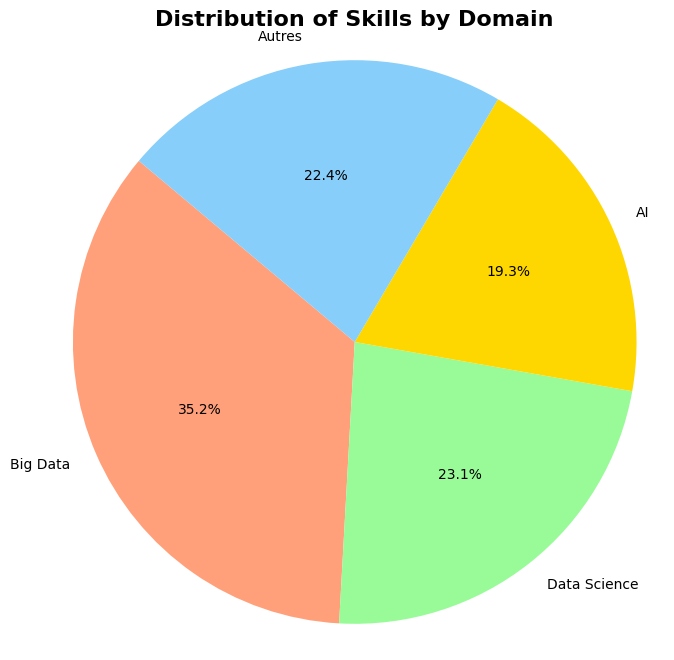 Distribution of Skills by Domain
Autres
22.4%
AI
19.3%
35.2%
Big Data
23.1%
Data Science